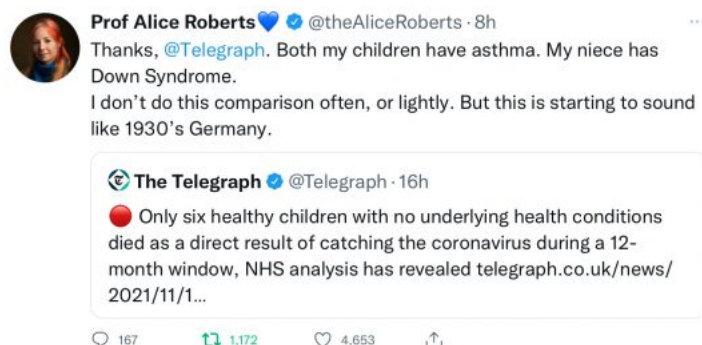 Prof Alice Roberts💙 @theAliceRoberts · 8h
Thanks, @Telegraph. Both my children have asthma. My niece has
Down Syndrome.
I don't do this comparison often, or lightly. But this is starting to sound
like 1930's Germany.
The Telegraph @Telegraph · 16h
🔴 Only six healthy children with no underlying health conditions
died as a direct result of catching the coronavirus during a 12-
month window, NHS analysis has revealed telegraph.co.uk/news/
2021/11/1...
167 1,172 4,653